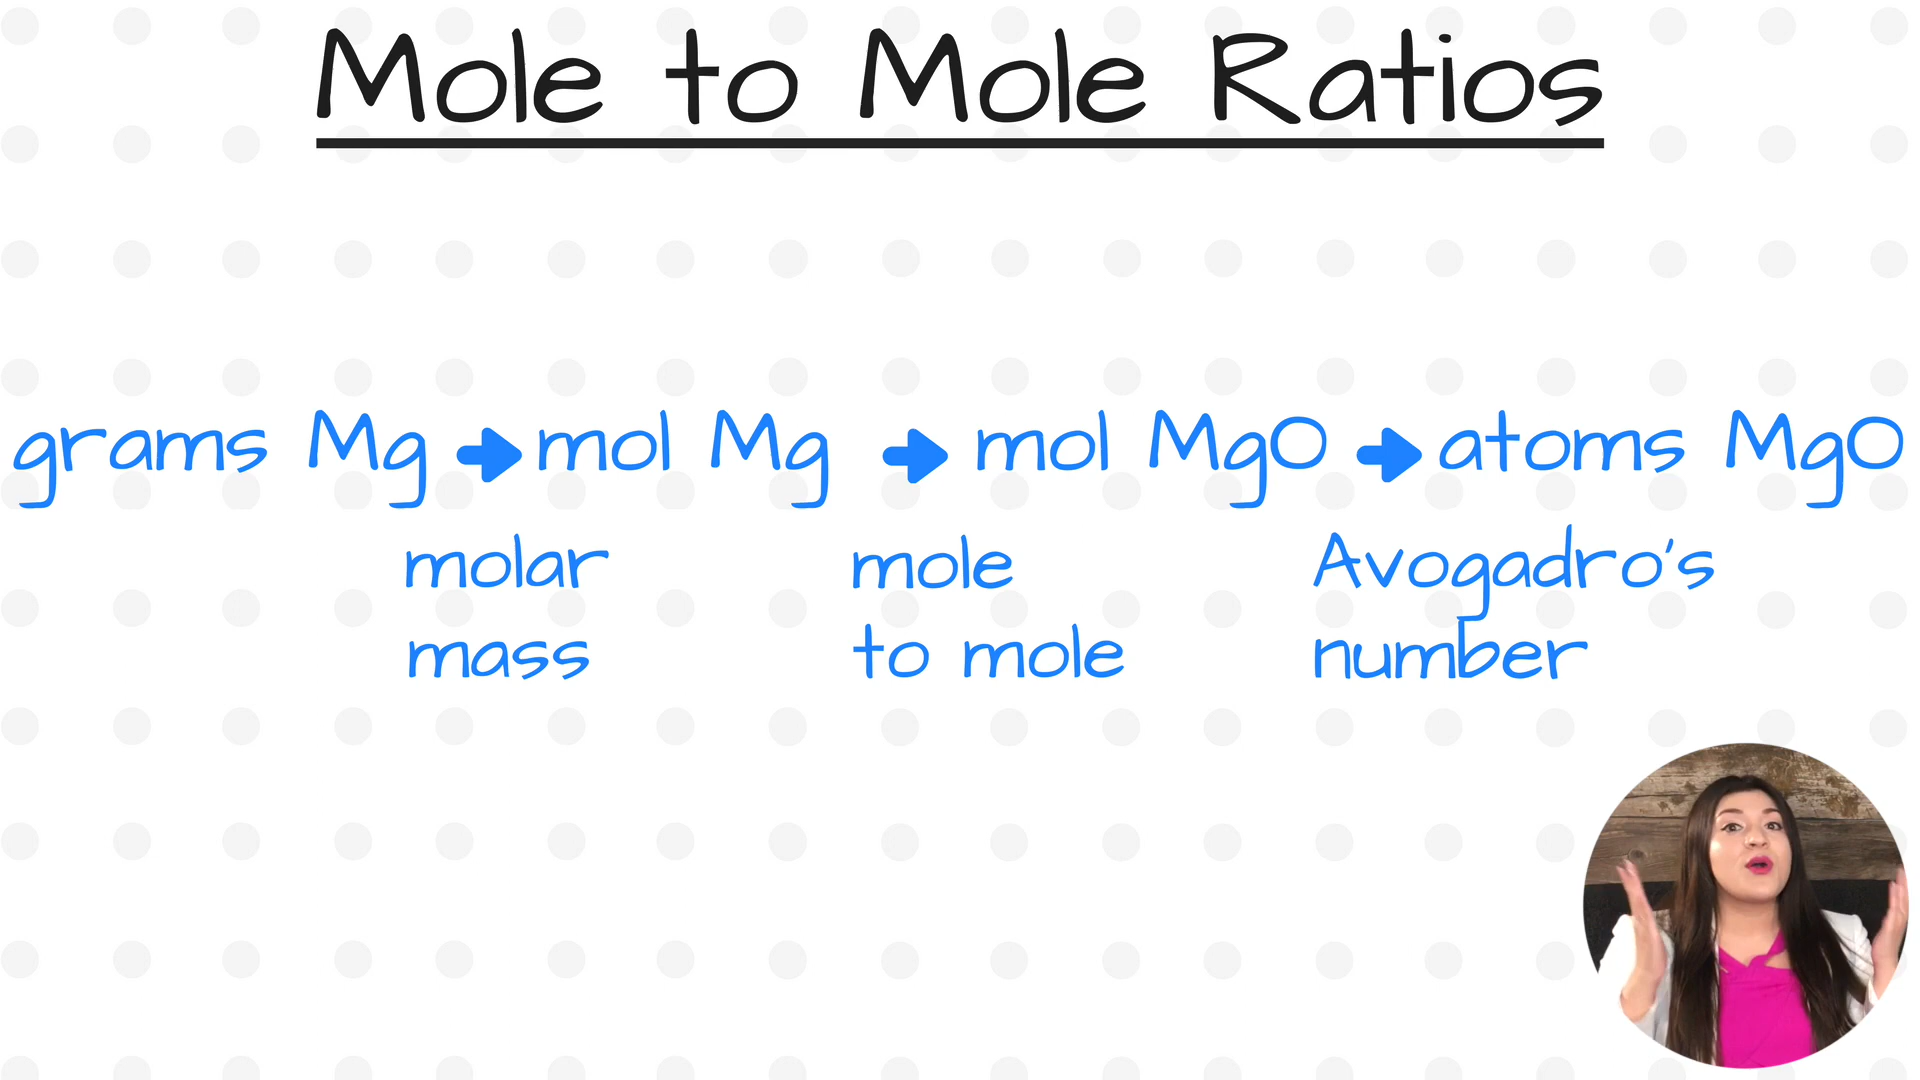 Mole to Mole Ratios
grams Mg ➡ mol Mg ➡ mol MgO ➡ atoms MgO
molar mass
mole to mole
Avogadro's number